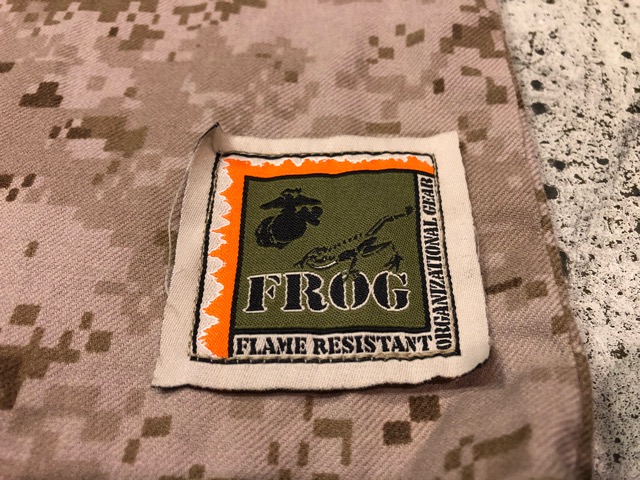 FROG
FLAME RESISTANT
ORGANIZATIONAL GEAR